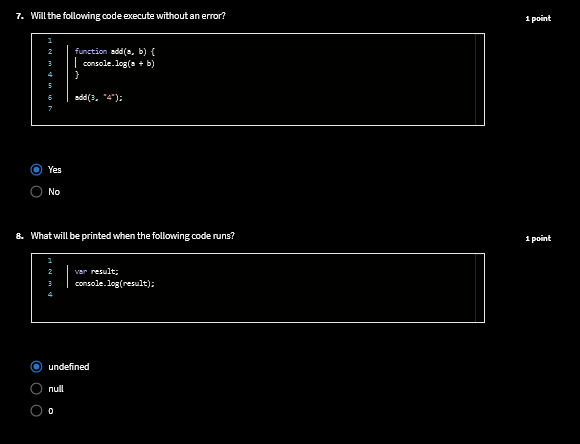 7. Will the following code execute without an error?
1 point
1
2 function add(a, b) {
3 console.log(a + b)
4 }
5
6 add(3, "4");
7
Yes
No
8. What will be printed when the following code runs?
1 point
1
2 var result;
3 console.log(result);
4
undefined
null
0